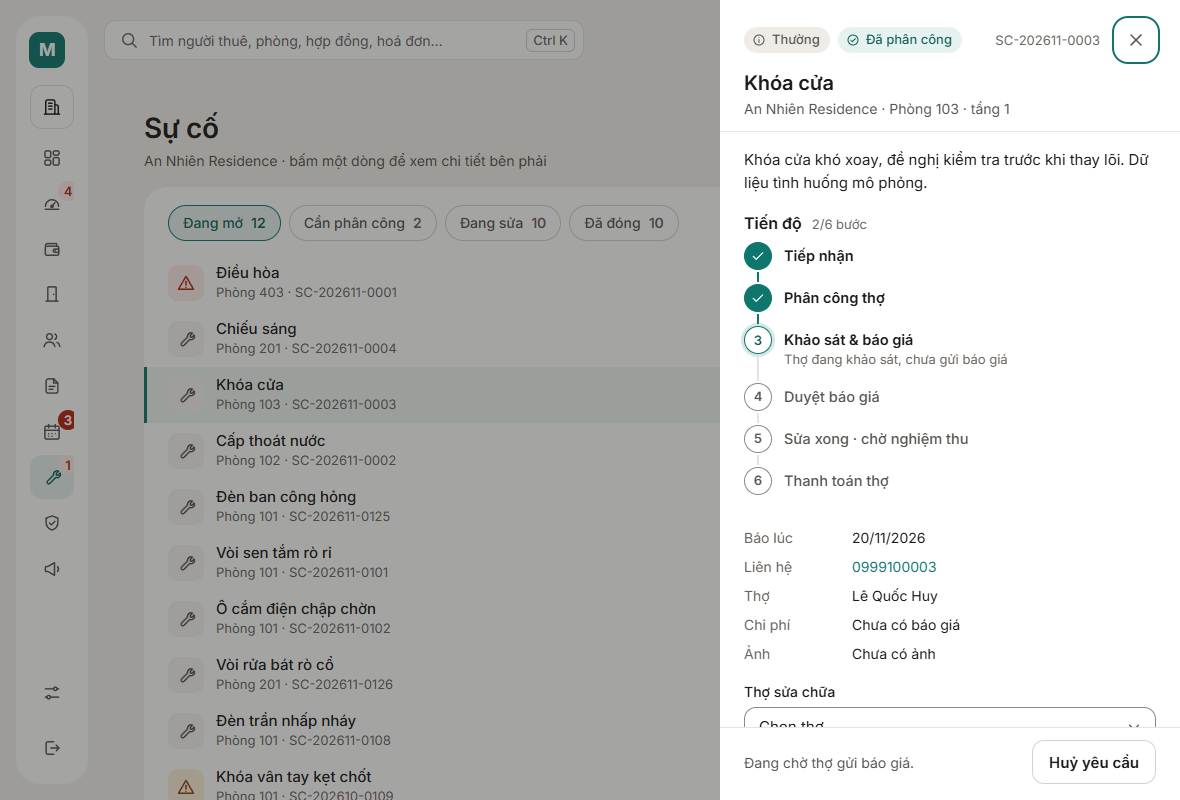 M
Tìm người thuê, phòng, hợp đồng, hoá đơn...
Ctrl K
4
3
1
Sự cố
An Nhiên Residence · bấm một dòng để xem chi tiết bên phải
Đang mở 12
Cần phân công 2
Đang sửa 10
Đã đóng 10
Điều hòa
Phòng 403 · SC-202611-0001
Chiếu sáng
Phòng 201 · SC-202611-0004
Khóa cửa
Phòng 103 · SC-202611-0003
Cấp thoát nước
Phòng 102 · SC-202611-0002
Đèn ban công hỏng
Phòng 101 · SC-202611-0125
Vòi sen tắm rò rỉ
Phòng 101 · SC-202611-0101
Ổ cắm điện chập chờn
Phòng 101 · SC-202611-0102
Vòi rửa bát rò cổ
Phòng 201 · SC-202611-0126
Đèn trần nhấp nháy
Phòng 101 · SC-202611-0108
Khóa vân tay kẹt chốt
Phòng 101 · SC-202610-0109
Thường
Đã phân công
SC-202611-0003
Khóa cửa
An Nhiên Residence · Phòng 103 · tầng 1
Khóa cửa khó xoay, đề nghị kiểm tra trước khi thay lõi. Dữ
liệu tình huống mô phỏng.
Tiến độ 2/6 bước
Tiếp nhận
Phân công thợ
3 Khảo sát & báo giá
Thợ đang khảo sát, chưa gửi báo giá
4 Duyệt báo giá
5 Sửa xong · chờ nghiệm thu
6 Thanh toán thợ
Báo lúc 20/11/2026
Liên hệ 0999100003
Thợ Lê Quốc Huy
Chi phí Chưa có báo giá
Ảnh Chưa có ảnh
Thợ sửa chữa
Chọn thợ
Đang chờ thợ gửi báo giá.
Huỷ yêu cầu